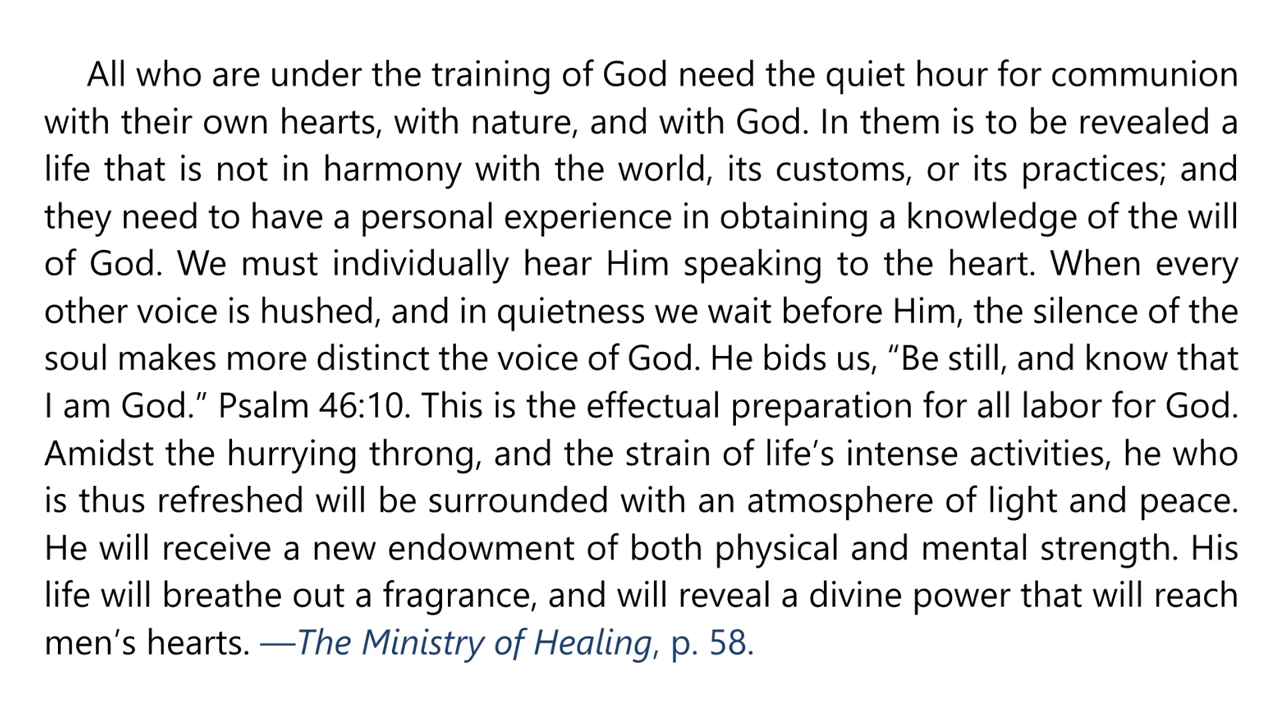 All who are under the training of God need the quiet hour for communion
with their own hearts, with nature, and with God. In them is to be revealed a
life that is not in harmony with the world, its customs, or its practices; and
they need to have a personal experience in obtaining a knowledge of the will
of God. We must individually hear Him speaking to the heart. When every
other voice is hushed, and in quietness we wait before Him, the silence of the
soul makes more distinct the voice of God. He bids us, “Be still, and know that
I am God.” Psalm 46:10. This is the effectual preparation for all labor for God.
Amidst the hurrying throng, and the strain of life’s intense activities, he who
is thus refreshed will be surrounded with an atmosphere of light and peace.
He will receive a new endowment of both physical and mental strength. His
life will breathe out a fragrance, and will reveal a divine power that will reach
men’s hearts. —The Ministry of Healing, p. 58.